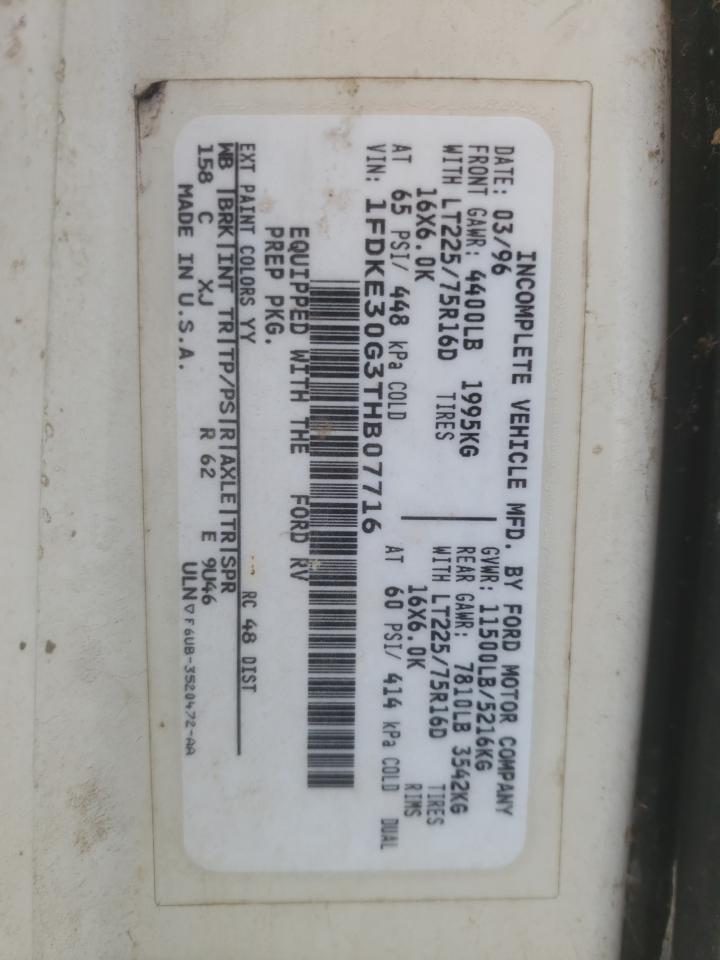 INCOMPLETE VEHICLE MFD. BY FORD MOTOR COMPANY
DATE: 03/96 GVWR: 11500LB/5216KG
FRONT GAWR: 4400LB 1995KG REAR GAWR: 7810LB 3542KG
WITH LT225/75R16D TIRES WITH LT225/75R16D TIRES
16X6.0K 16X6.0K RIMS
AT 65 PSI/ 448 kPa COLD AT 60 PSI/ 414 kPa COLD DUAL
VIN: 1FDKE30G3THB07716
EQUIPPED WITH THE FORD RV
PREP PKG.
EXT PAINT COLORS YY RC 48 DIST
WB |BRK|INT TR|TP/PS|R|AXLE|TR|SPR
158 C XJ R 62 E 9U46
MADE IN U.S.A. ULN▽F6UB-3520472-AA